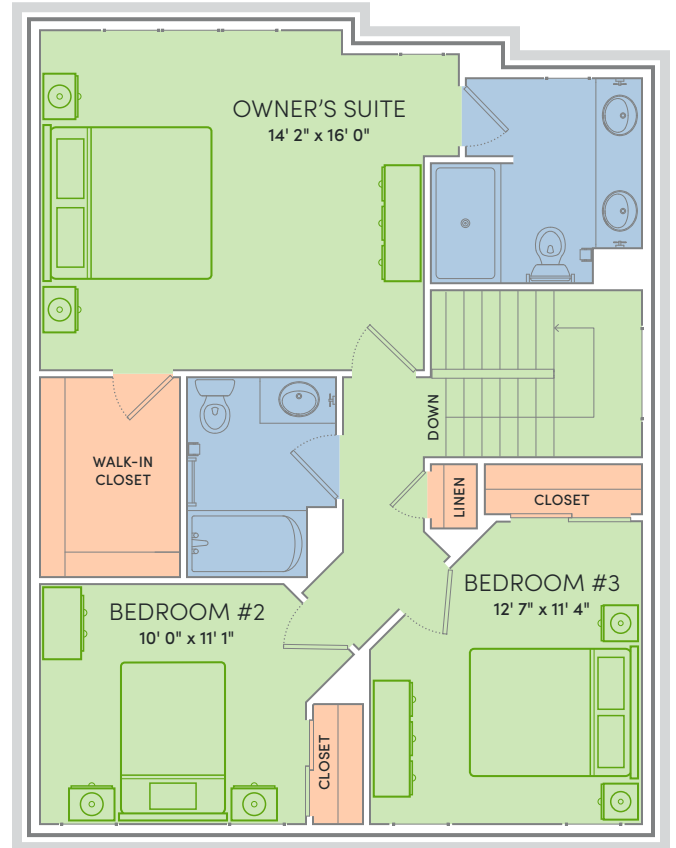 OWNER'S SUITE
14' 2" x 16' 0"
DOWN
WALK-IN
CLOSET
LINEN
CLOSET
BEDROOM #2
10' 0" x 11' 1"
BEDROOM #3
12' 7" x 11' 4"
CLOSET